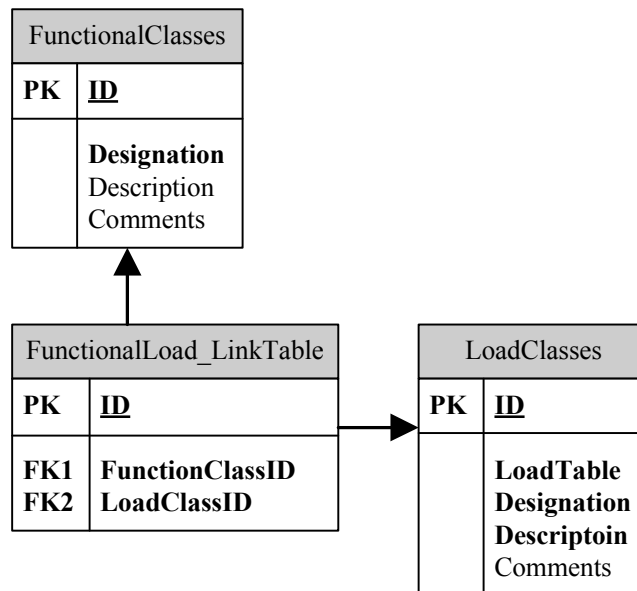 FunctionalClasses
PK ID
Designation
Description
Comments
FunctionalLoad_LinkTable
PK ID
FK1 FunctionClassID
FK2 LoadClassID
LoadClasses
PK ID
LoadTable
Designation
Descriptoin
Comments